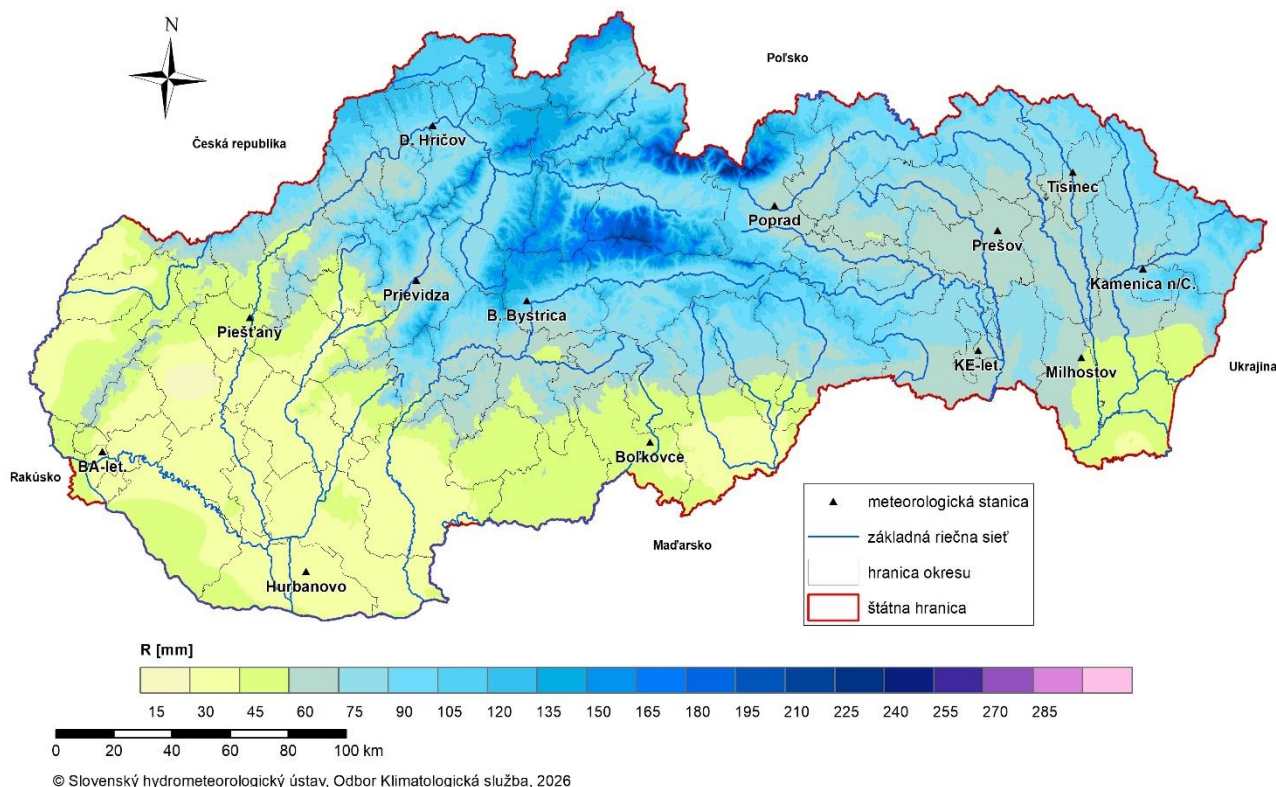 N
Poľsko
Česká republika
D. Hričov
Tisinec
Poprad
Prešov
Prievidza
Kamenica n/C.
B. Bystrica
Piešťany
KE-let.
Milhostov
Ukrajina
Boľkovce
BA-let.
Rakúsko
Maďarsko
Hurbanovo
meteorologická stanica
základná riečna sieť
hranica okresu
štátna hranica
R [mm]
15 30 45 60 75 90 105 120 135 150 165 180 195 210 225 240 255 270 285
0 20 40 60 80 100 km
© Slovenský hydrometeorologický ústav, Odbor Klimatologická služba, 2026